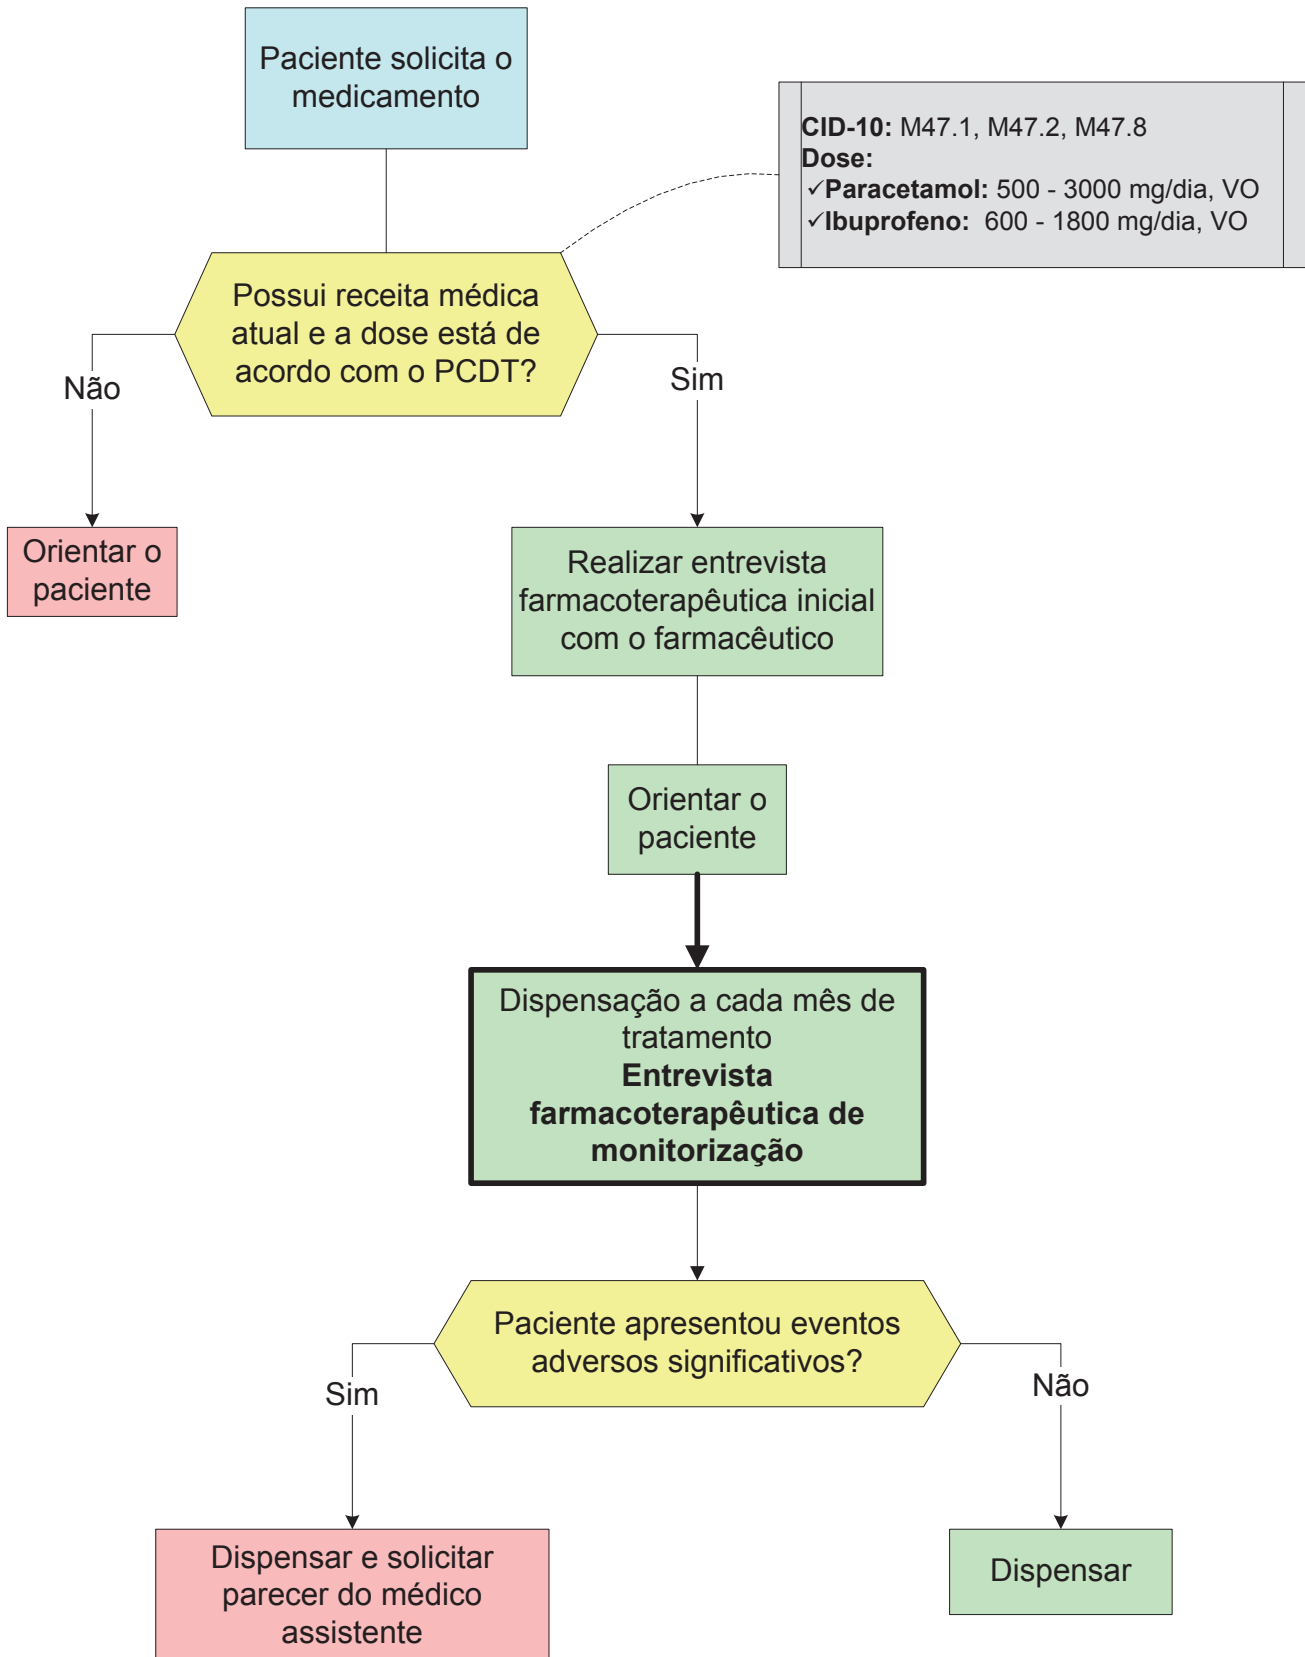 Paciente solicita o
medicamento
CID-10: M47.1, M47.2, M47.8
Dose:
✓Paracetamol: 500 - 3000 mg/dia, VO
✓Ibuprofeno:  600 - 1800 mg/dia, VO
Possui receita médica
atual e a dose está de
acordo com o PCDT?
Não
Sim
Orientar o
paciente
Realizar entrevista
farmacoterapêutica inicial
com o farmacêutico
Orientar o
paciente
Dispensação a cada mês de
tratamento
Entrevista
farmacoterapêutica de
monitorização
Paciente apresentou eventos
adversos significativos?
Sim
Não
Dispensar e solicitar
parecer do médico
assistente
Dispensar